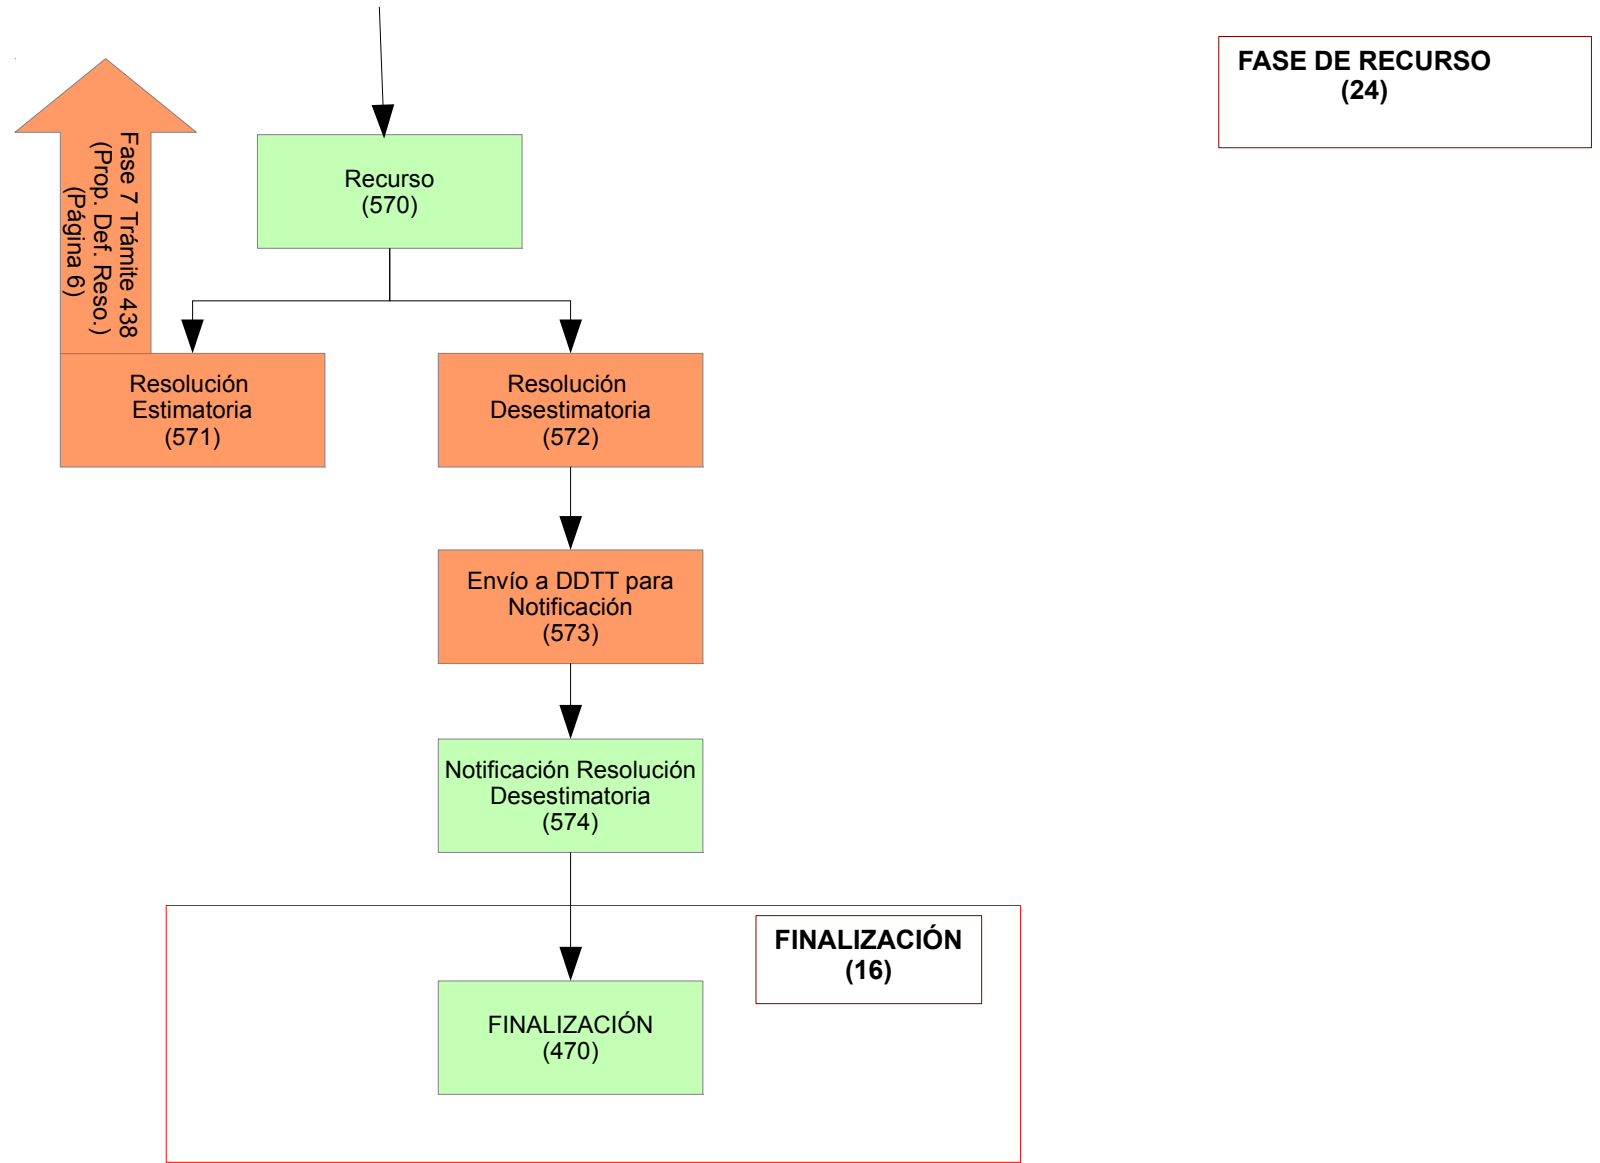 FASE DE RECURSO
(24)
Fase 7 Trámite 438
(Prop. Def. Reso.)
(Página 6)
Recurso
(570)
Resolución
Estimatoria
(571)
Resolución
Desestimatoria
(572)
Envío a DDTT para
Notificación
(573)
Notificación Resolución
Desestimatoria
(574)
FINALIZACIÓN
(16)
FINALIZACIÓN
(470)